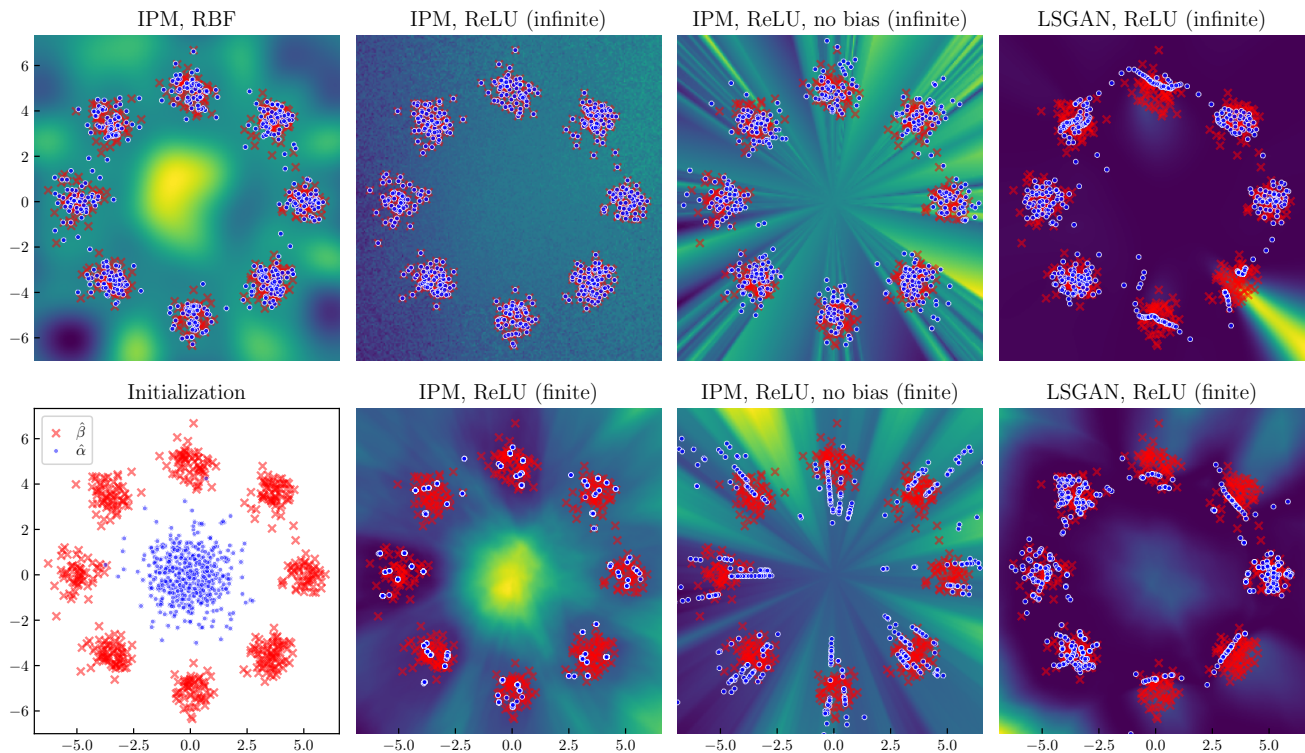 IPM, RBF
IPM, ReLU (infinite)
IPM, ReLU, no bias (infinite)
LSGAN, ReLU (infinite)
6
4
2
0
−2
−4
−6
Initialization
IPM, ReLU (finite)
IPM, ReLU, no bias (finite)
LSGAN, ReLU (finite)
β̂
α̂
6
4
2
0
−2
−4
−6
−5.0 −2.5 0.0 2.5 5.0
−5.0 −2.5 0.0 2.5 5.0
−5.0 −2.5 0.0 2.5 5.0
−5.0 −2.5 0.0 2.5 5.0